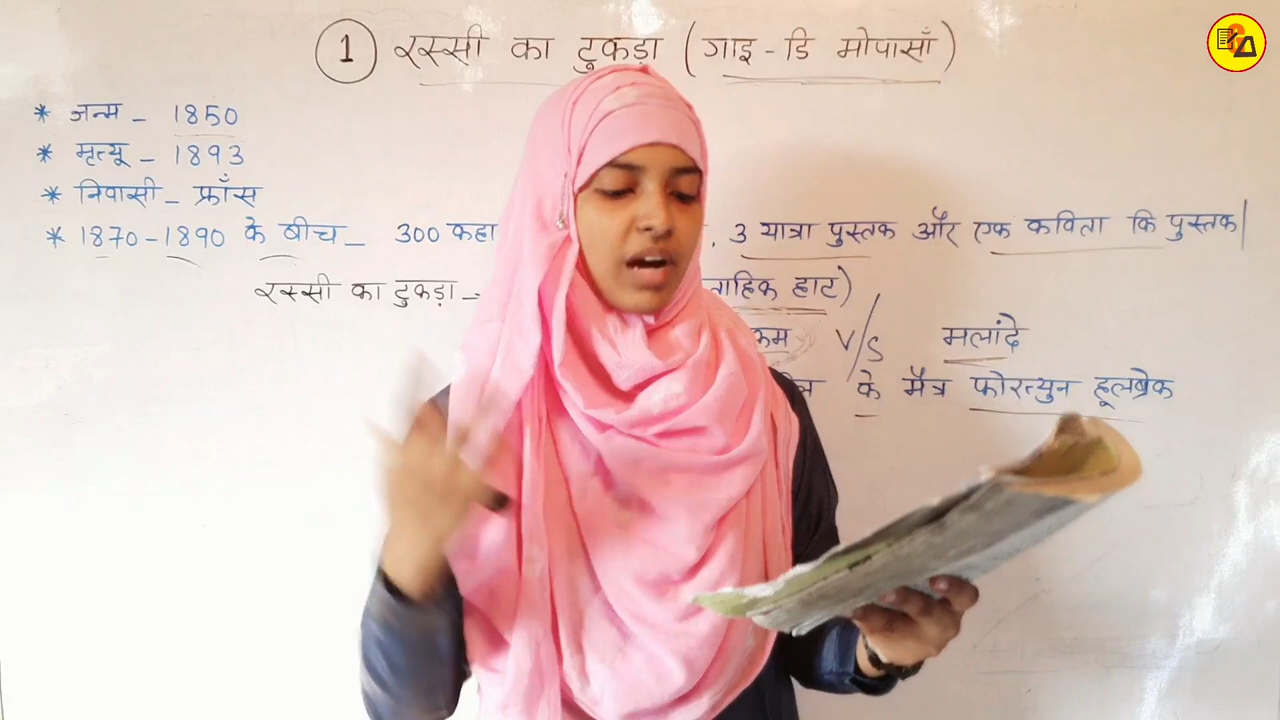 1 रस्सी का टुकड़ा (गाइ - डि मोपासाँ)
* जन्म - 1850
* मृत्यू - 1893
* निवासी - फ्राँस
* 1870-1890 के बीच - 300 कहा , 3 यात्रा पुस्तक और एक कविता कि पुस्तक|
रस्सी का टुकड़ा - ताहिक हाट)
कम V/S मलांदे
के मैत्र फोरत्युन हूलब्रेक